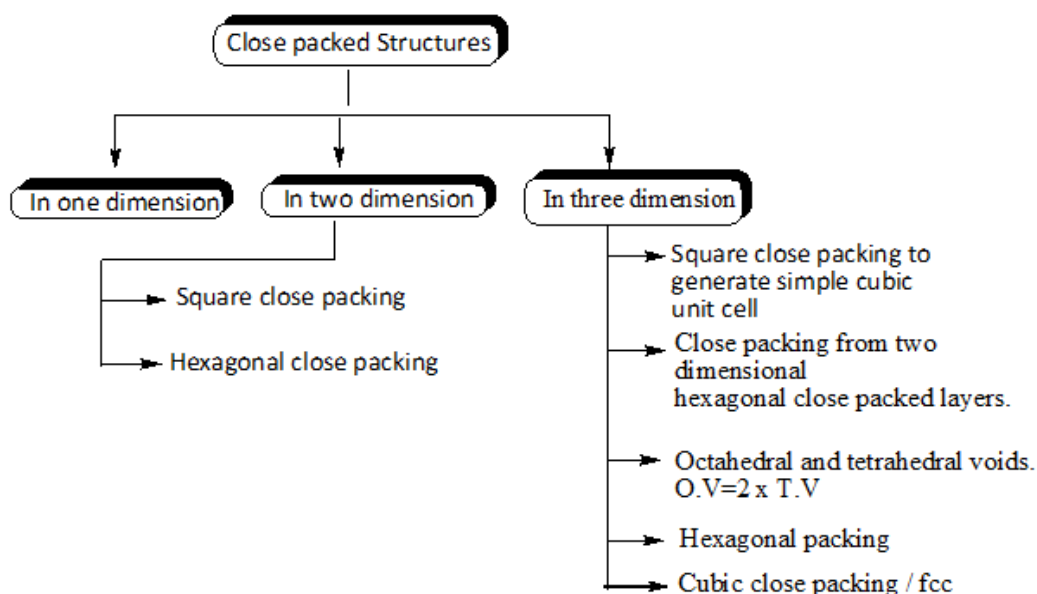 Close packed Structures
In one dimension
In two dimension
In three dimension
Square close packing
Hexagonal close packing
Square close packing to
generate simple cubic
unit cell
Close packing from two
dimensional
hexagonal close packed layers.
Octahedral and tetrahedral voids.
O.V=2 x T.V
Hexagonal packing
Cubic close packing / fcc